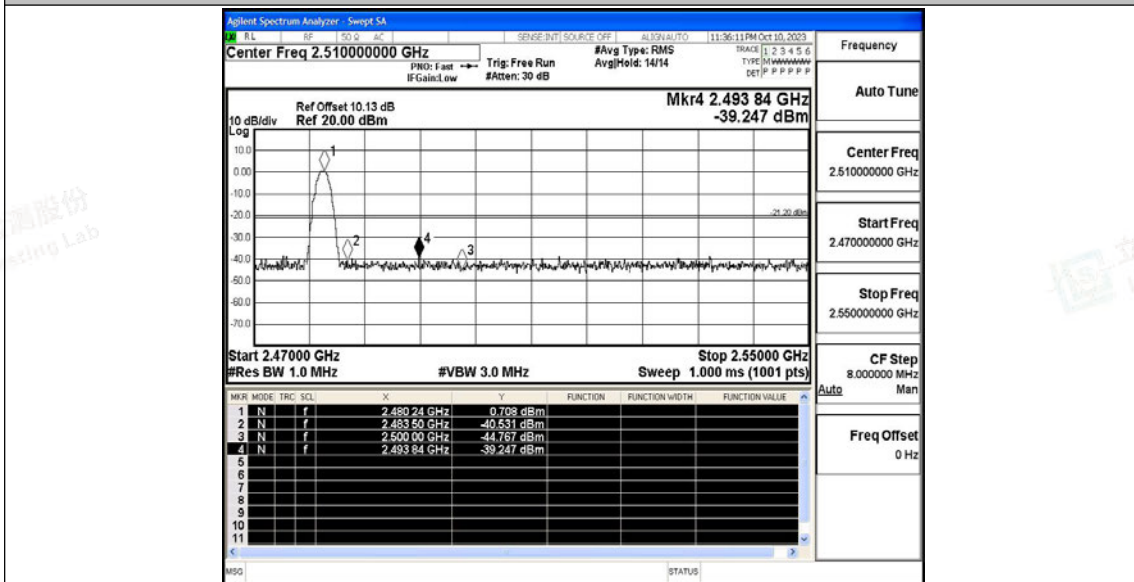 Agilent Spectrum Analyzer - Swept SA
RL RF 50 Ω AC SENSE:INT SOURCE OFF ALIGNAUTO 11:36:11 PM Oct 10, 2023
Center Freq 2.510000000 GHz
PNO: Fast
IFGain:Low
Trig: Free Run
#Atten: 30 dB
#Avg Type: RMS
Avg|Hold: 14/14
TRACE 1 2 3 4 5 6
TYPE M WWWWW
DET P P P P P P
Mkr4 2.493 84 GHz
-39.247 dBm
Ref Offset 10.13 dB
10 dB/div Ref 20.00 dBm
Log
10.0
0.00
-10.0
-20.0
-30.0
-40.0
-50.0
-60.0
-70.0
1
2
4
3
-21.20 dBm
Start 2.47000 GHz Stop 2.55000 GHz
#Res BW 1.0 MHz #VBW 3.0 MHz Sweep 1.000 ms (1001 pts)
MKR MODE TRC SCL X Y FUNCTION FUNCTION WIDTH FUNCTION VALUE
1 N f 2.480 24 GHz 0.708 dBm
2 N f 2.483 50 GHz -40.531 dBm
3 N f 2.500 00 GHz -44.767 dBm
4 N f 2.493 84 GHz -39.247 dBm
5
6
7
8
9
10
11
MSG STATUS
Frequency
Auto Tune
Center Freq
2.510000000 GHz
Start Freq
2.470000000 GHz
Stop Freq
2.550000000 GHz
CF Step
8.000000 MHz
Auto Man
Freq Offset
0 Hz
测股份
sting Lab
立